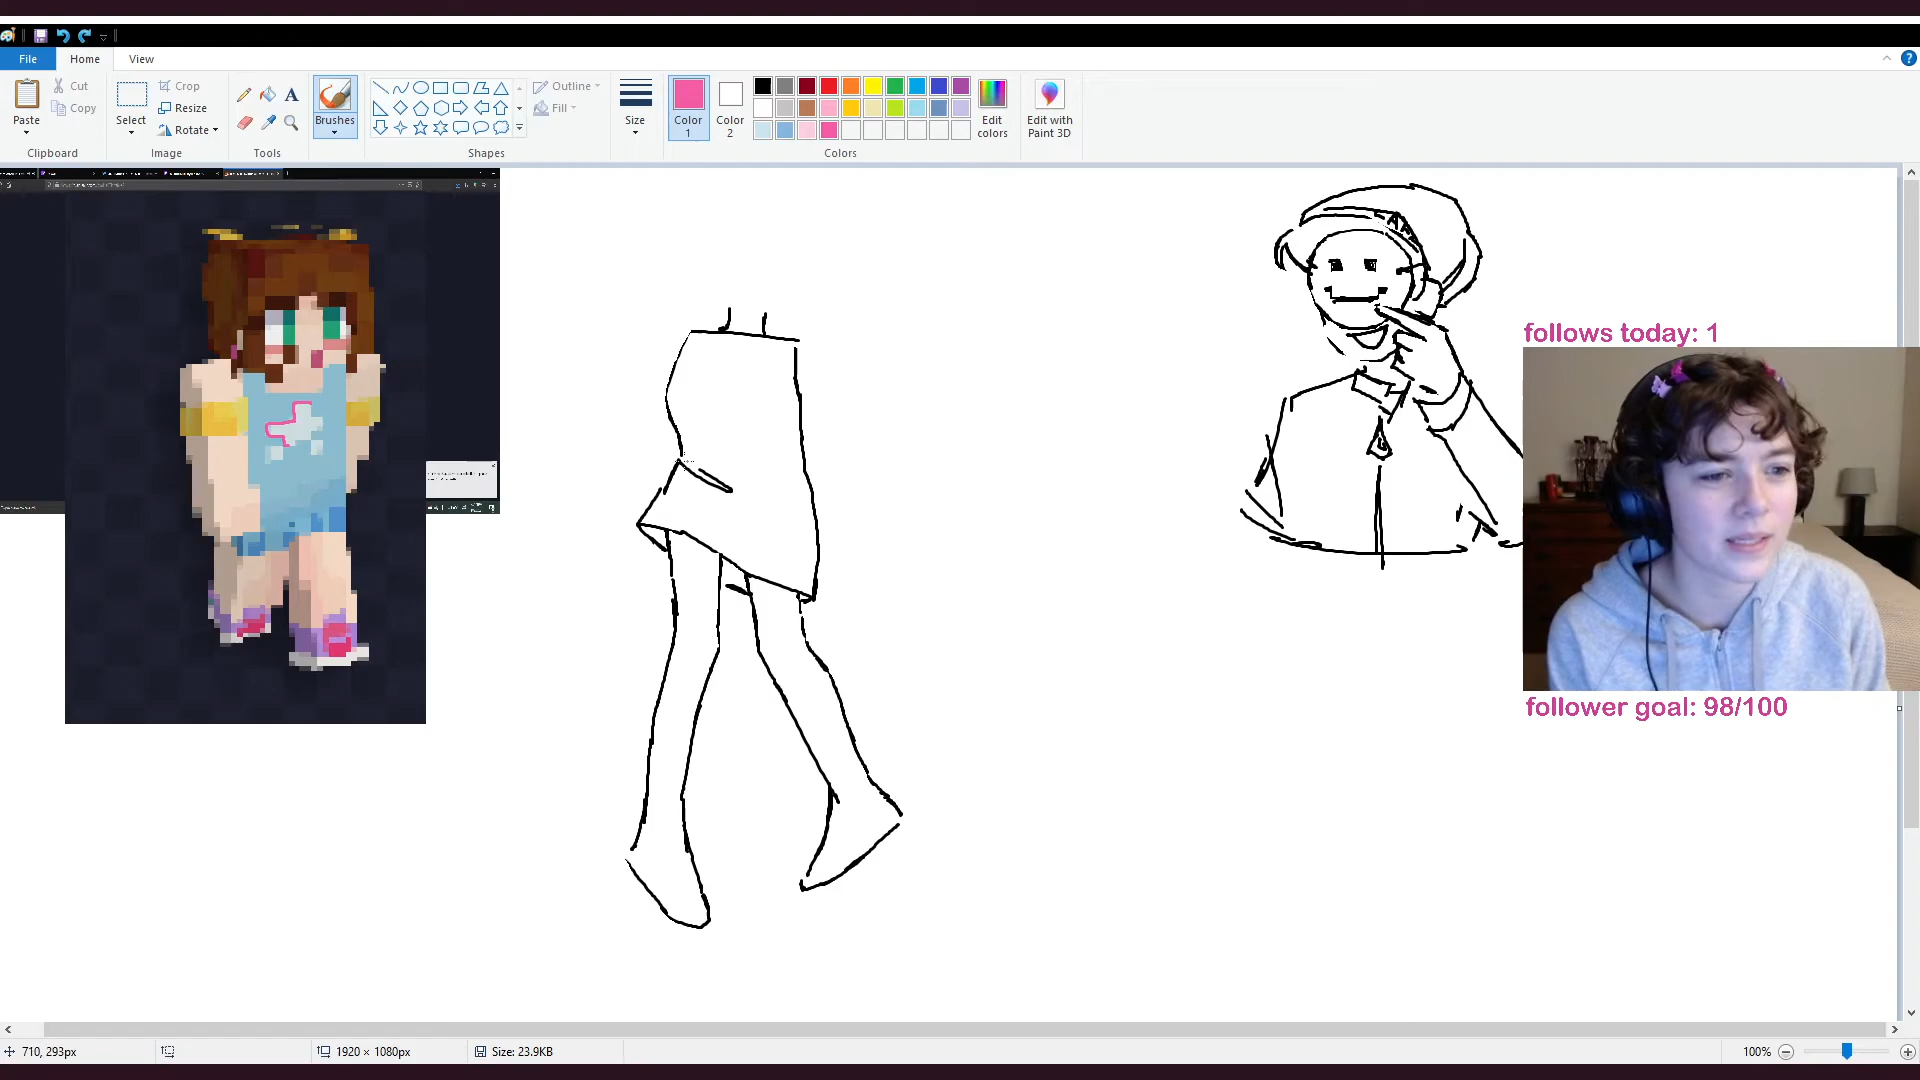 File
Home
View
Paste
Cut
Copy
Clipboard
Select
Crop
Resize
Rotate
Image
Tools
Brushes
Outline
Fill
Shapes
Size
Color
1
Color
2
Edit
colors
Edit with
Paint 3D
Colors
follows today: 1
follower goal: 98/100
710, 293px
1920 × 1080px
Size: 23.9KB
100%